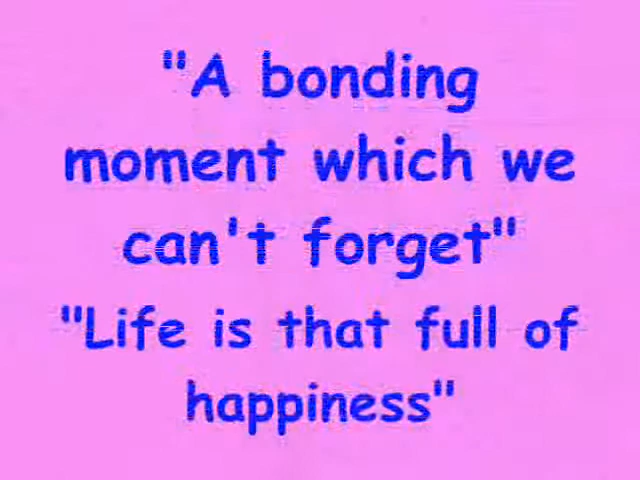 "A bonding
moment which we
can't forget"
"Life is that full of
happiness"